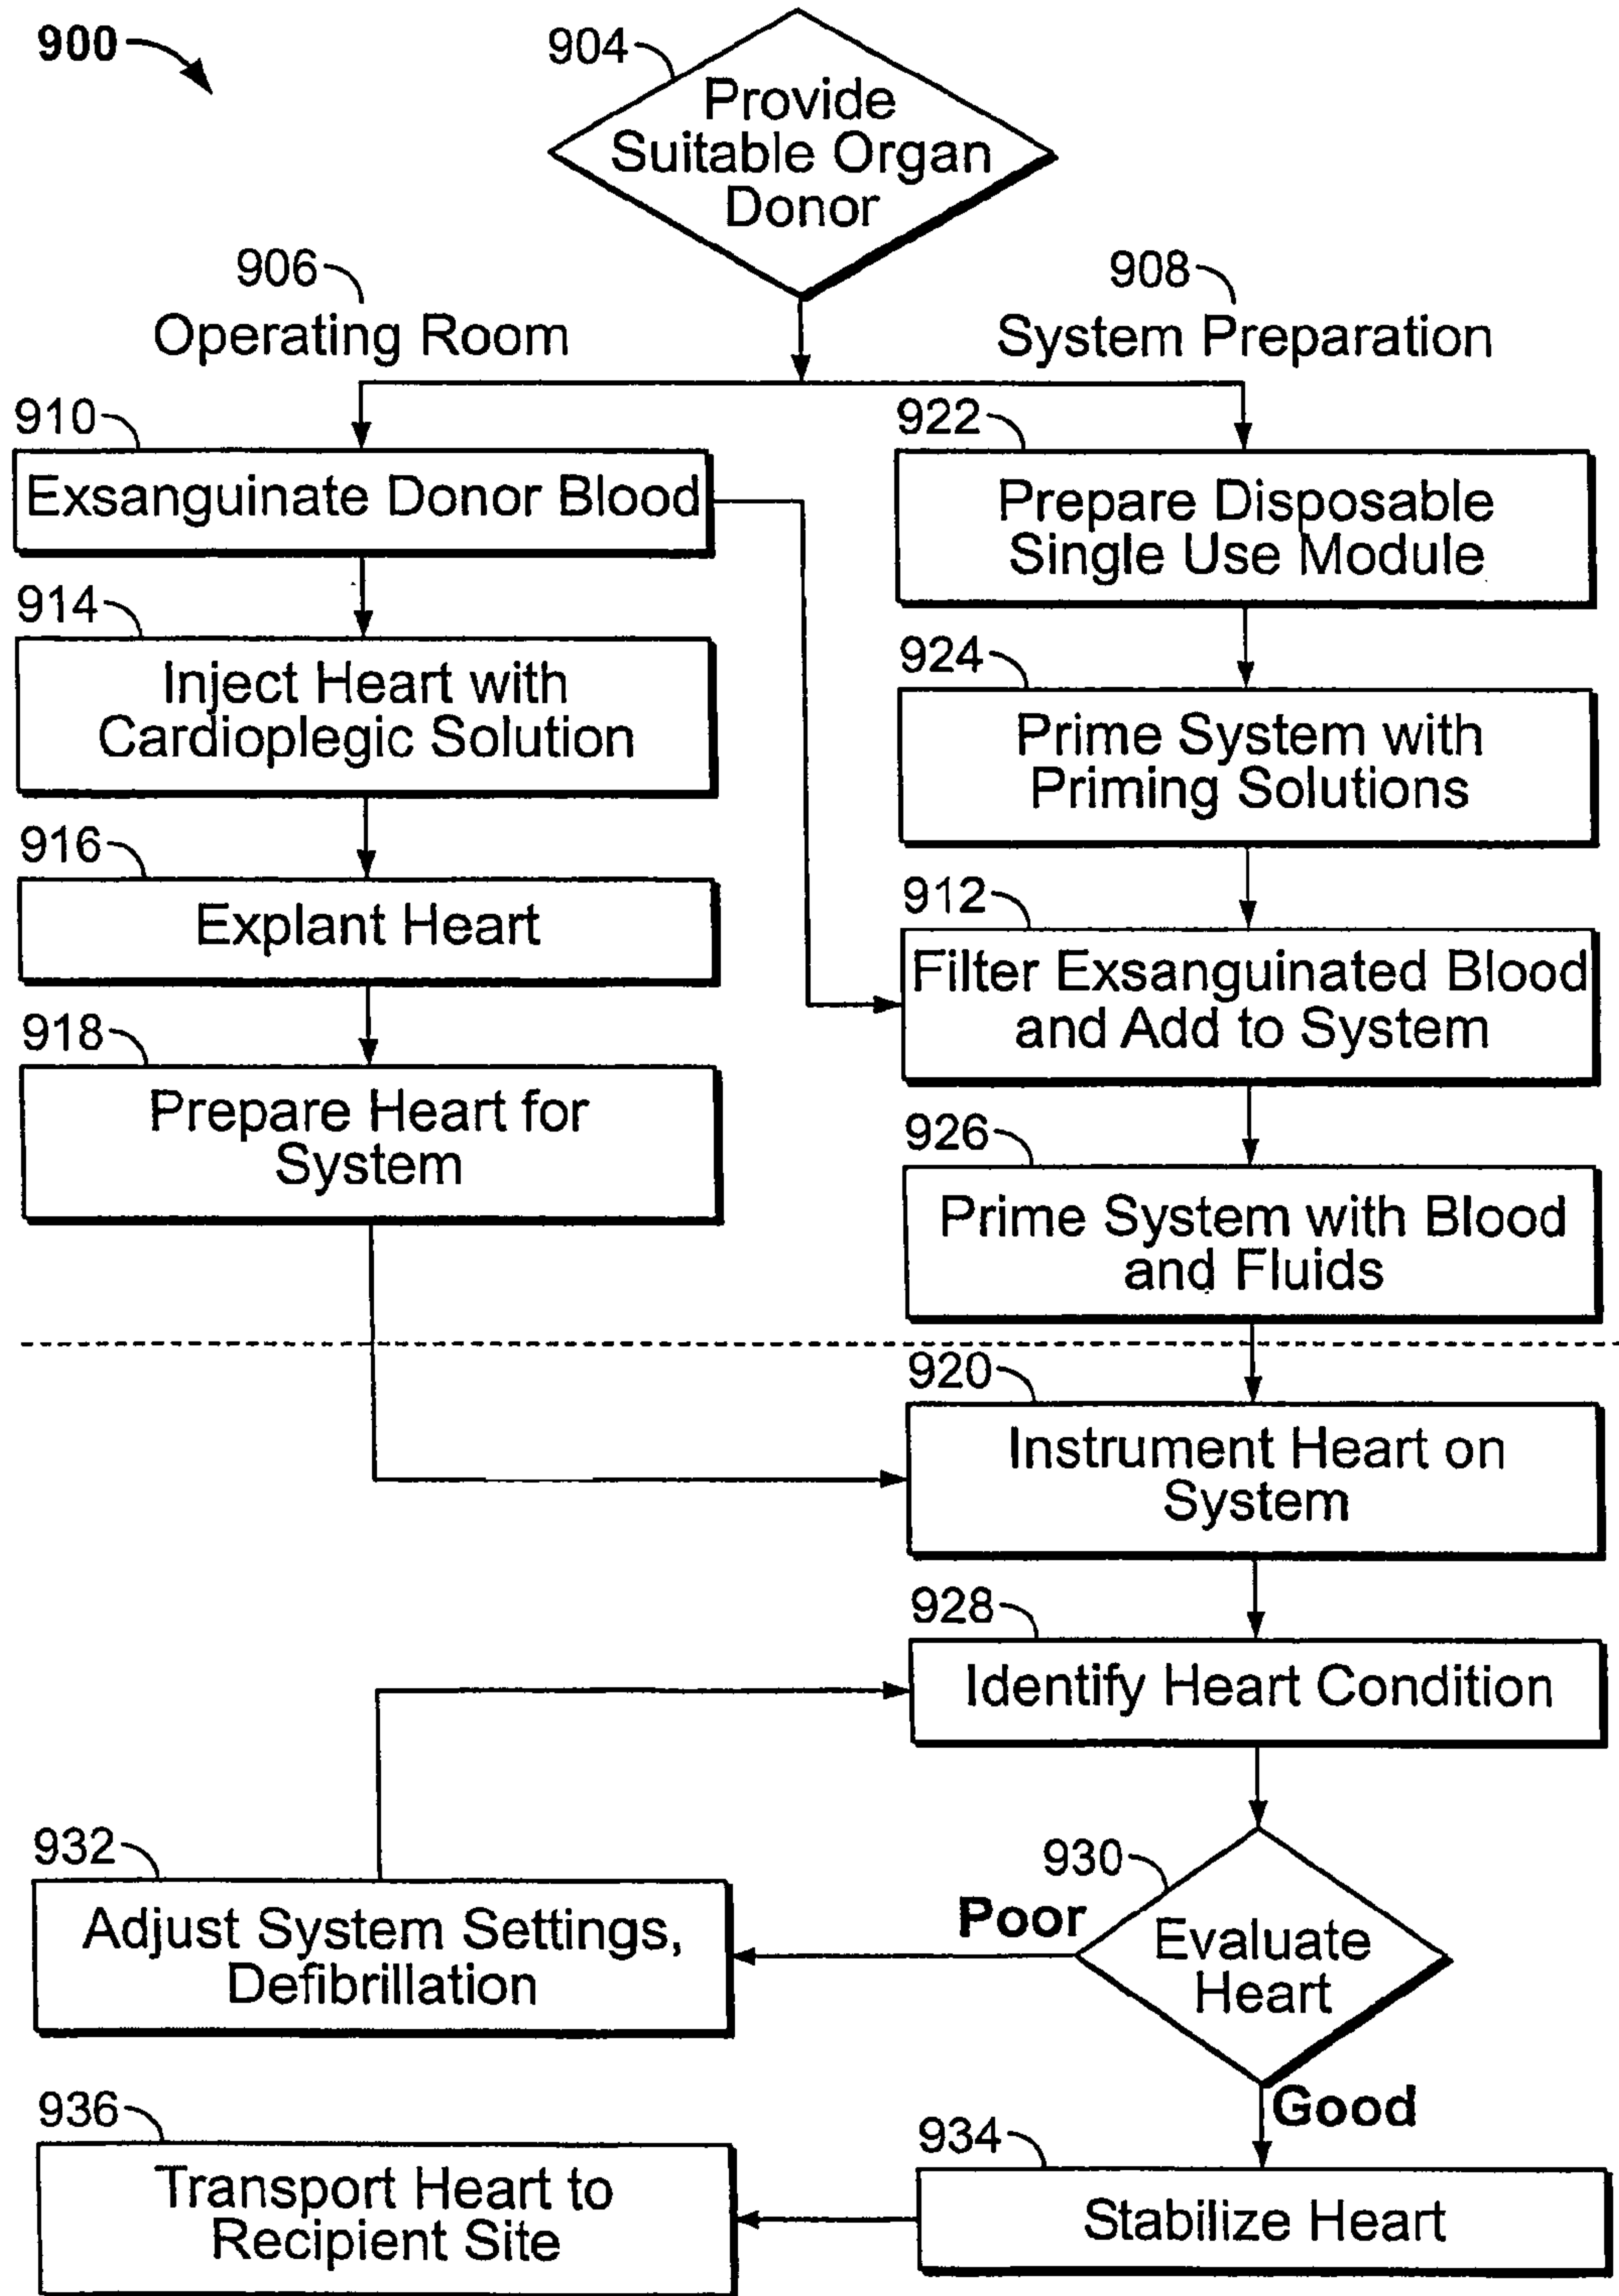 900
904
Provide
Suitable Organ
Donor
906
Operating Room
908
System Preparation
910
Exsanguinate Donor Blood
914
Inject Heart with
Cardioplegic Solution
916
Explant Heart
918
Prepare Heart for
System
922
Prepare Disposable
Single Use Module
924
Prime System with
Priming Solutions
912
Filter Exsanguinated Blood
and Add to System
926
Prime System with Blood
and Fluids
920
Instrument Heart on
System
928
Identify Heart Condition
930
Evaluate
Heart
Poor
932
Adjust System Settings,
Defibrillation
Good
934
Stabilize Heart
936
Transport Heart to
Recipient Site